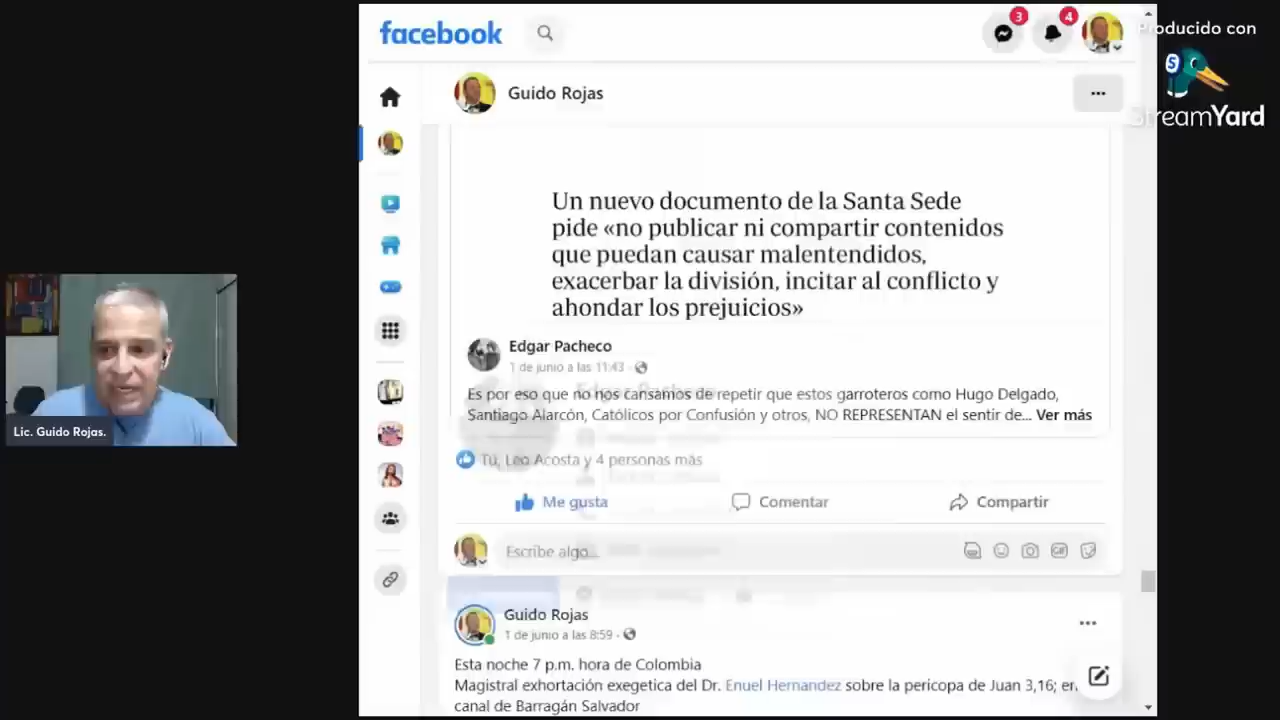 facebook
3
4
Producido con
StreamYard
Guido Rojas
Un nuevo documento de la Santa Sede
pide «no publicar ni compartir contenidos
que puedan causar malentendidos,
exacerbar la división, incitar al conflicto y
ahondar los prejuicios»
Edgar Pacheco
1 de junio a las 11:43 ·
Es por eso que no nos cansamos de repetir que estos garroteros como Hugo Delgado,
Santiago Alarcón, Católicos por Confusión y otros, NO REPRESENTAN el sentir de... Ver más
Tú, Leo Acosta y 4 personas más
Me gusta
Comentar
Compartir
Escribe algo...
GIF
Guido Rojas
1 de junio a las 8:59 ·
Esta noche 7 p.m. hora de Colombia
Magistral exhortación exegetica del Dr. Enuel Hernandez sobre la pericopa de Juan 3,16; en
canal de Barragán Salvador
Lic. Guido Rojas.